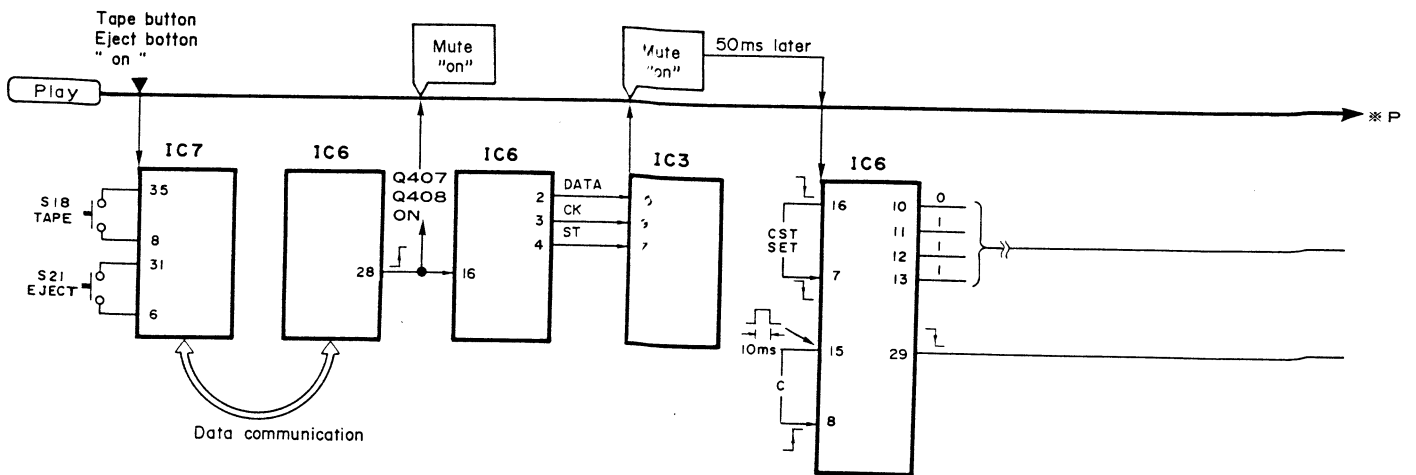 Tape button
Eject botton
"on"
Play
Mute
"on"
Mute
"on"
50ms later
※P
IC7
35
8
31
6
S18
TAPE
S21
EJECT
IC6
28
Data communication
Q407
Q408
ON
IC6
16
2
3
4
DATA
CK
ST
IC3
7
IC6
16
7
15
8
10
11
12
13
29
0
1
1
1
CST
SET
10ms
C